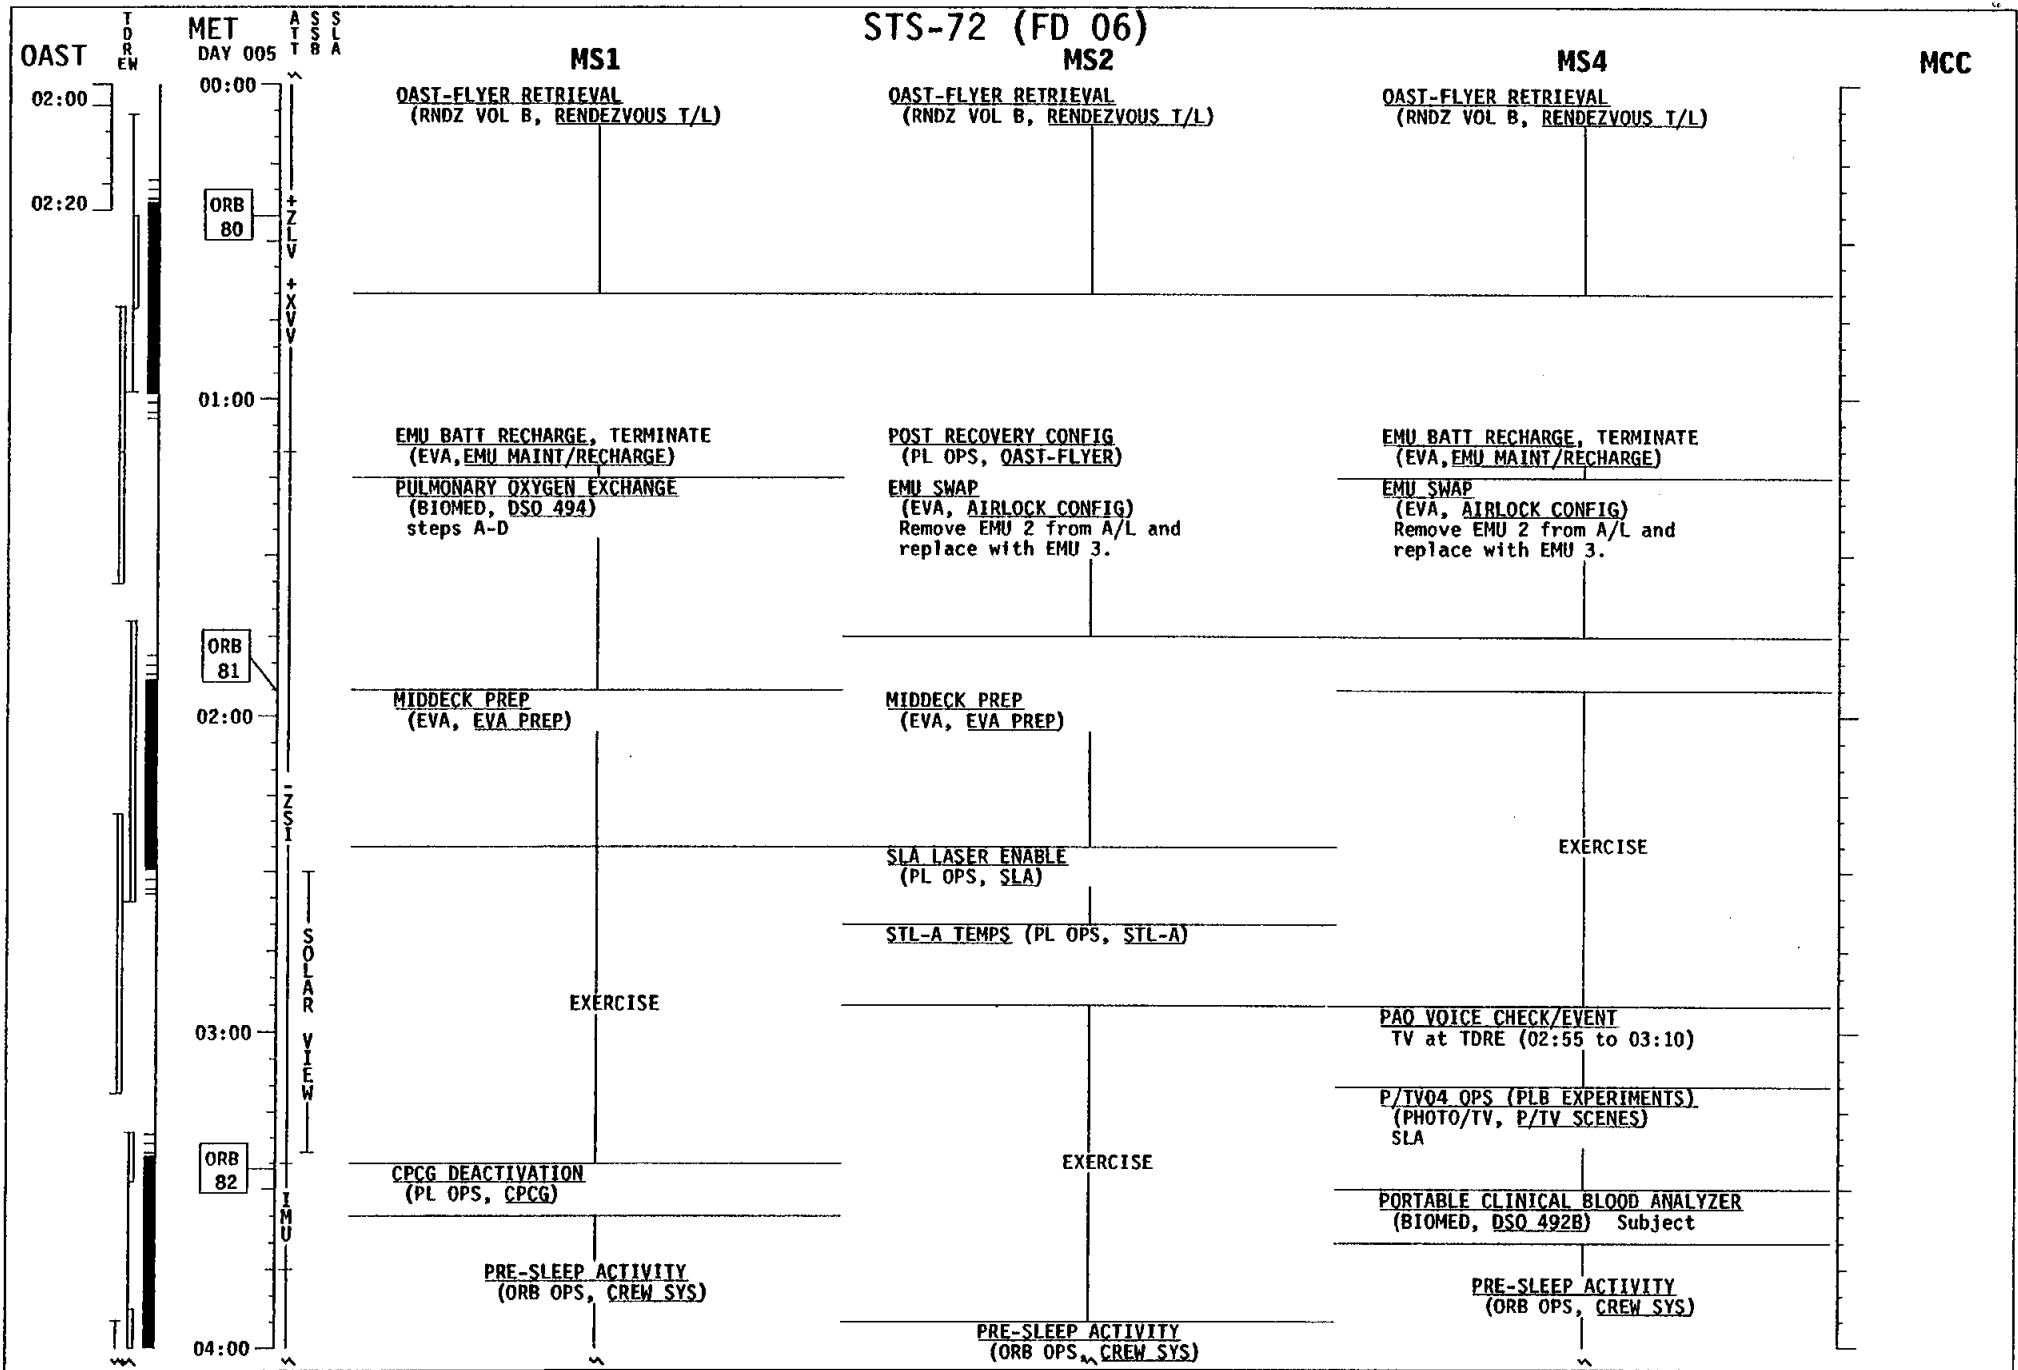 STS-72 (FD 06)
OAST
TDREW
MET
DAY 005
ATT
SSB
SLA
MS1
MS2
MS4
MCC
02:00
02:20
00:00
ORB
80
01:00
ORB
81
02:00
03:00
ORB
82
04:00
+ZLV +XVV
-ZSI
IMU
SOLAR VIEW
OAST-FLYER RETRIEVAL
(RNDZ VOL B, RENDEZVOUS T/L)
EMU BATT RECHARGE, TERMINATE
(EVA,EMU MAINT/RECHARGE)
PULMONARY OXYGEN EXCHANGE
(BIOMED, DSO 494)
steps A-D
MIDDECK PREP
(EVA, EVA PREP)
EXERCISE
CPCG DEACTIVATION
(PL OPS, CPCG)
PRE-SLEEP ACTIVITY
(ORB OPS, CREW SYS)
OAST-FLYER RETRIEVAL
(RNDZ VOL B, RENDEZVOUS T/L)
POST RECOVERY CONFIG
(PL OPS, OAST-FLYER)
EMU SWAP
(EVA, AIRLOCK CONFIG)
Remove EMU 2 from A/L and
replace with EMU 3.
MIDDECK PREP
(EVA, EVA PREP)
SLA LASER ENABLE
(PL OPS, SLA)
STL-A TEMPS (PL OPS, STL-A)
EXERCISE
PRE-SLEEP ACTIVITY
(ORB OPS, CREW SYS)
OAST-FLYER RETRIEVAL
(RNDZ VOL B, RENDEZVOUS T/L)
EMU BATT RECHARGE, TERMINATE
(EVA,EMU MAINT/RECHARGE)
EMU SWAP
(EVA, AIRLOCK CONFIG)
Remove EMU 2 from A/L and
replace with EMU 3.
EXERCISE
PAO VOICE CHECK/EVENT
TV at TDRE (02:55 to 03:10)
P/TV04 OPS (PLB EXPERIMENTS)
(PHOTO/TV, P/TV SCENES)
SLA
PORTABLE CLINICAL BLOOD ANALYZER
(BIOMED, DSO 492B) Subject
PRE-SLEEP ACTIVITY
(ORB OPS, CREW SYS)